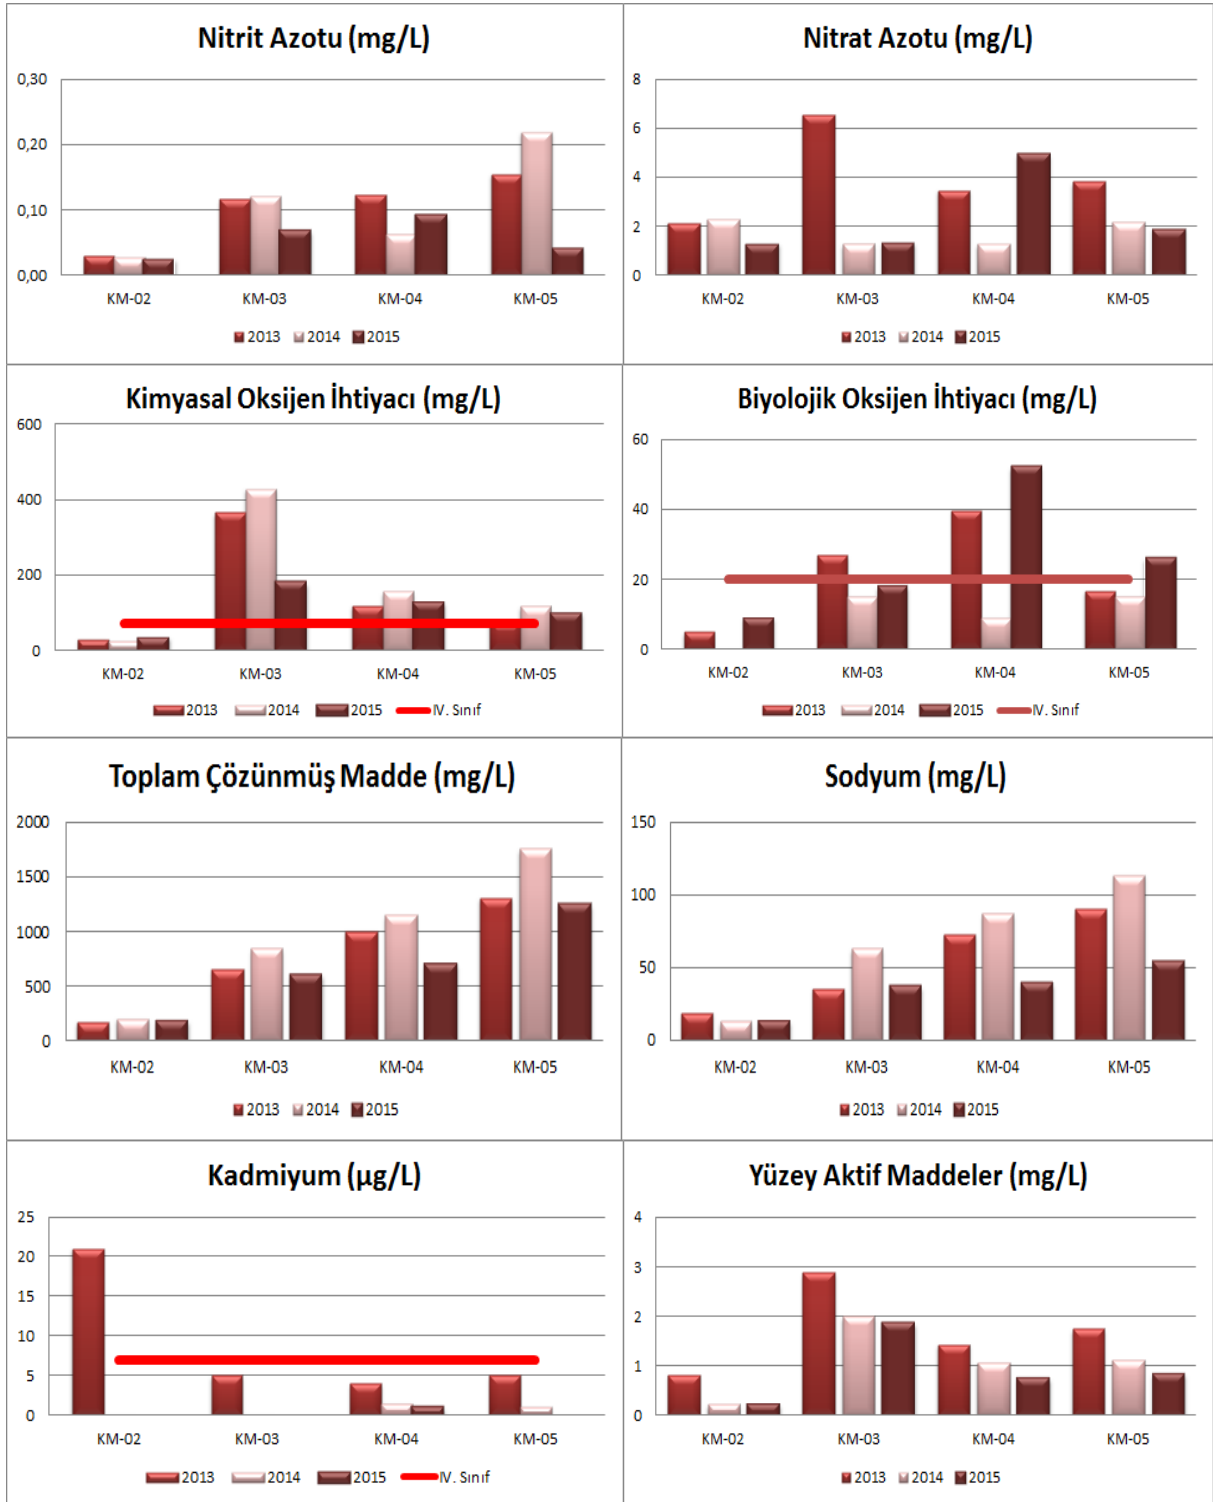 Nitrit Azotu (mg/L)
0,30
0,20
0,10
0,00
KM-02 KM-03 KM-04 KM-05
2013 2014 2015
Nitrat Azotu (mg/L)
8
6
4
2
0
KM-02 KM-03 KM-04 KM-05
2013 2014 2015
Kimyasal Oksijen İhtiyacı (mg/L)
600
400
200
0
KM-02 KM-03 KM-04 KM-05
2013 2014 2015 IV. Sınıf
Biyolojik Oksijen İhtiyacı (mg/L)
60
40
20
0
KM-02 KM-03 KM-04 KM-05
2013 2014 2015 IV. Sınıf
Toplam Çözünmüş Madde (mg/L)
2000
1500
1000
500
0
KM-02 KM-03 KM-04 KM-05
2013 2014 2015
Sodyum (mg/L)
150
100
50
0
KM-02 KM-03 KM-04 KM-05
2013 2014 2015
Kadmiyum (µg/L)
25
20
15
10
5
0
KM-02 KM-03 KM-04 KM-05
2013 2014 2015 IV. Sınıf
Yüzey Aktif Maddeler (mg/L)
4
3
2
1
0
KM-02 KM-03 KM-04 KM-05
2013 2014 2015